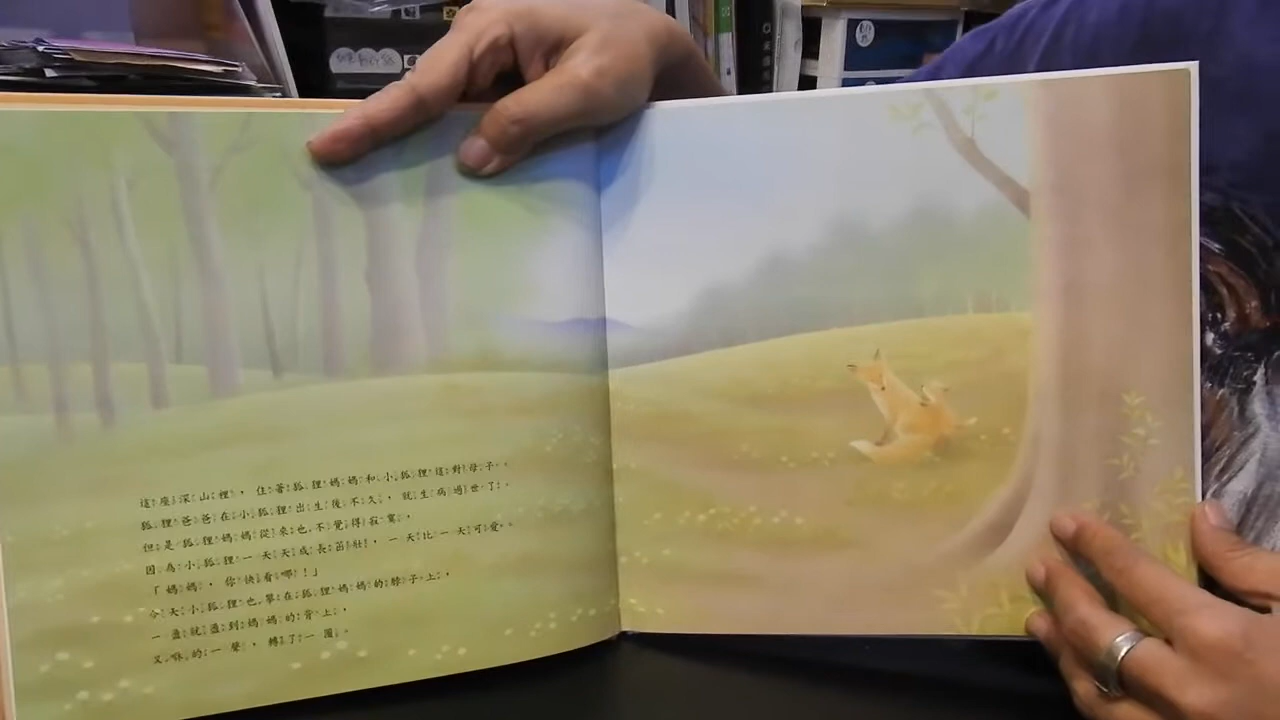 這座深山裡，住著狐狸媽媽和小狐狸這對母子。
狐狸爸爸在小狐狸出生後不久，就生病過世了。
但是狐狸媽媽從來也不覺得寂寞，
因為小狐狸一天天成長茁壯，一天比一天可愛。
「媽媽，你快看喲！」
今天小狐狸也攀在狐狸媽媽的脖子上，
一盪就盪到媽媽的背上，
又咻的一聲，轉了一圈。